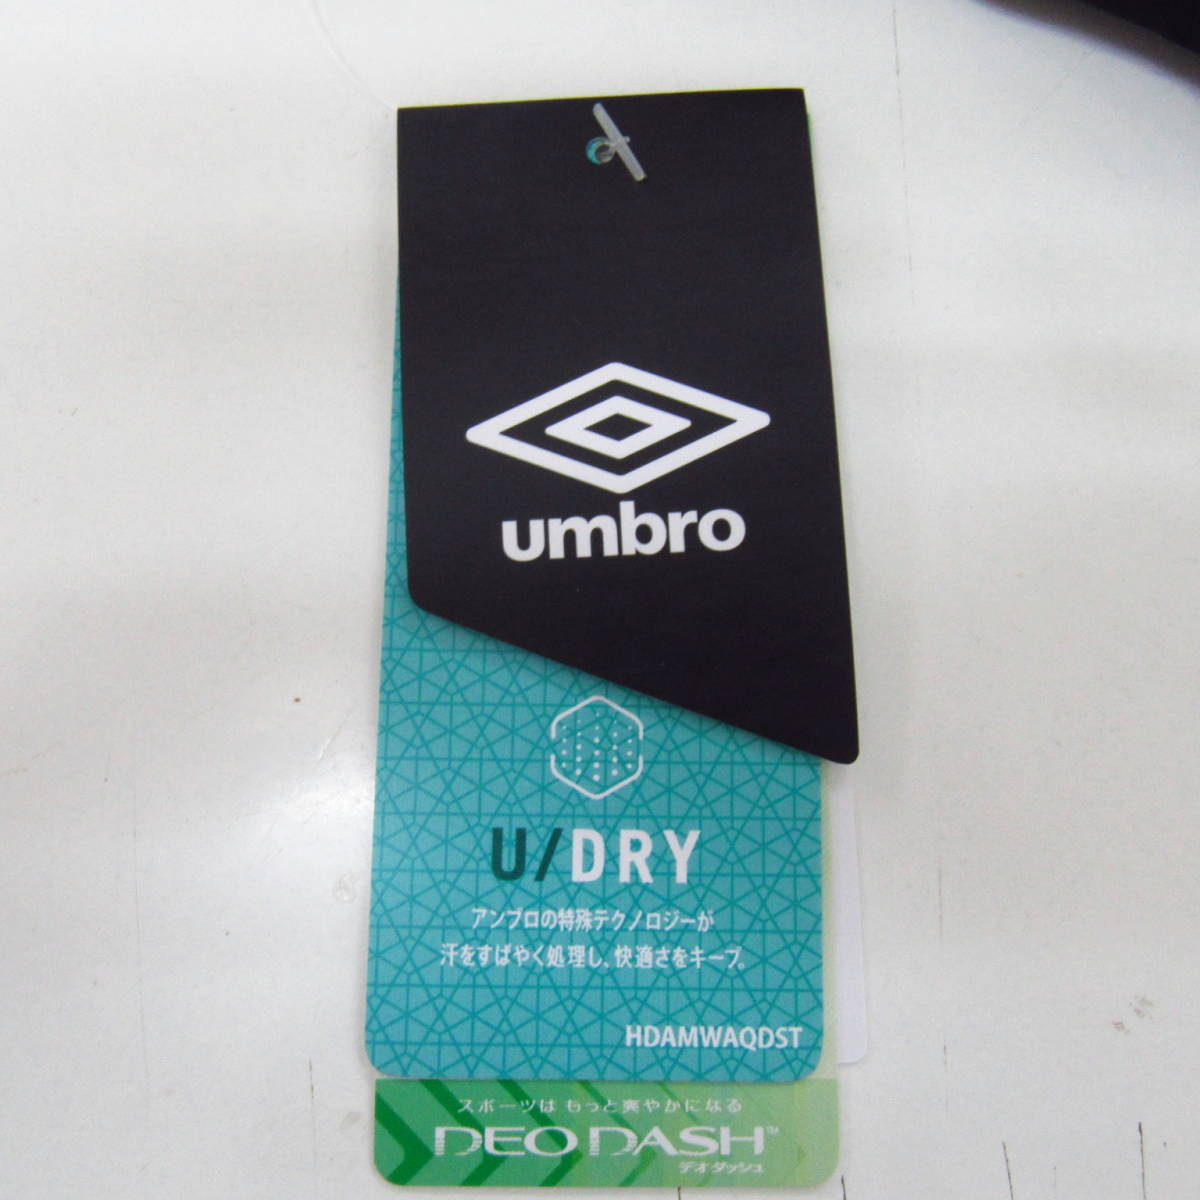 umbro
U/DRY
アンブロの特殊テクノロジーが
汗をすばやく処理し、快適さをキープ。
HDAMWAQDST
スポーツは もっと爽やかになる
DEODASH™
デオダッシュ